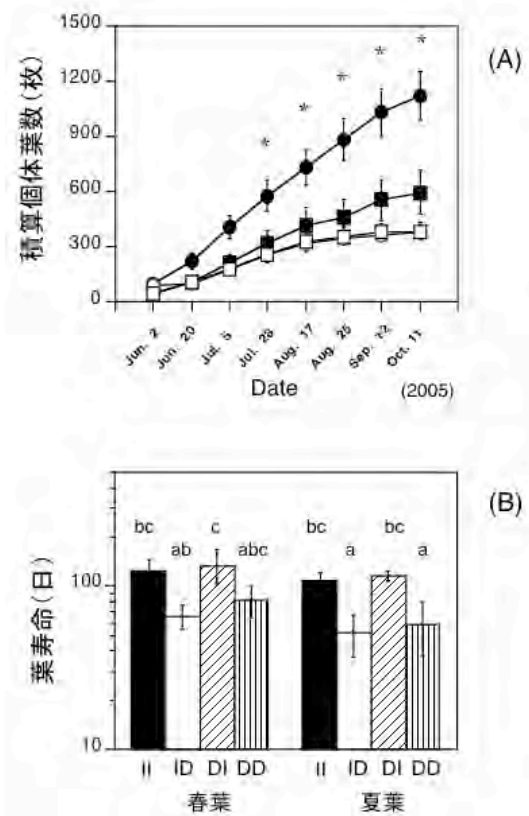 (A)
積算個体葉数(枚)
1500
1200
900
600
300
0
* * * * * *
Jun. 2
Jun. 20
Jul. 5
Jul. 28
Aug. 17
Aug. 25
Sep. 22
Oct. 11
Date
(2005)
(B)
葉寿命(日)
100
10
bc ab c abc bc a bc a
II ID DI DD II ID DI DD
春葉 夏葉